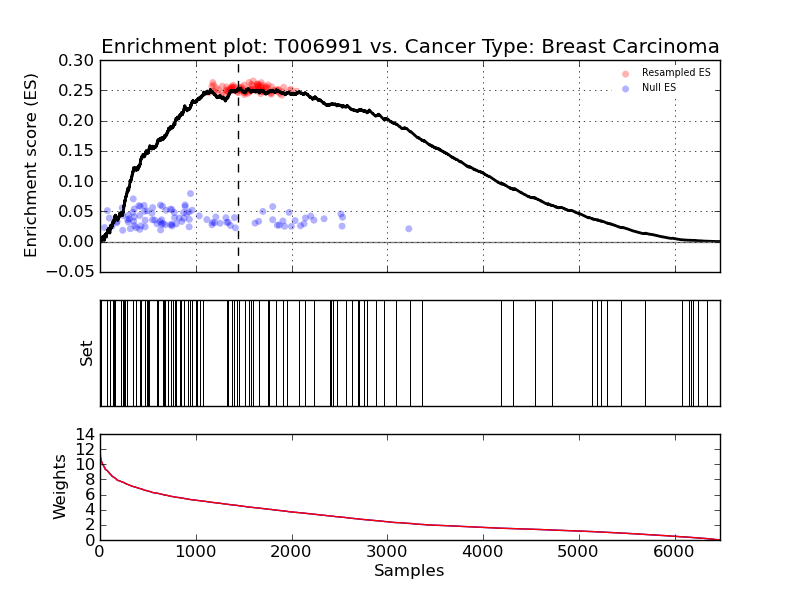 Enrichment plot: T006991 vs. Cancer Type: Breast Carcinoma
0.30
0.25
0.20
0.15
0.10
0.05
0.00
−0.05
Enrichment score (ES)
Resampled ES
Null ES
Set
14
12
10
8
6
4
2
0
Weights
0 1000 2000 3000 4000 5000 6000
Samples